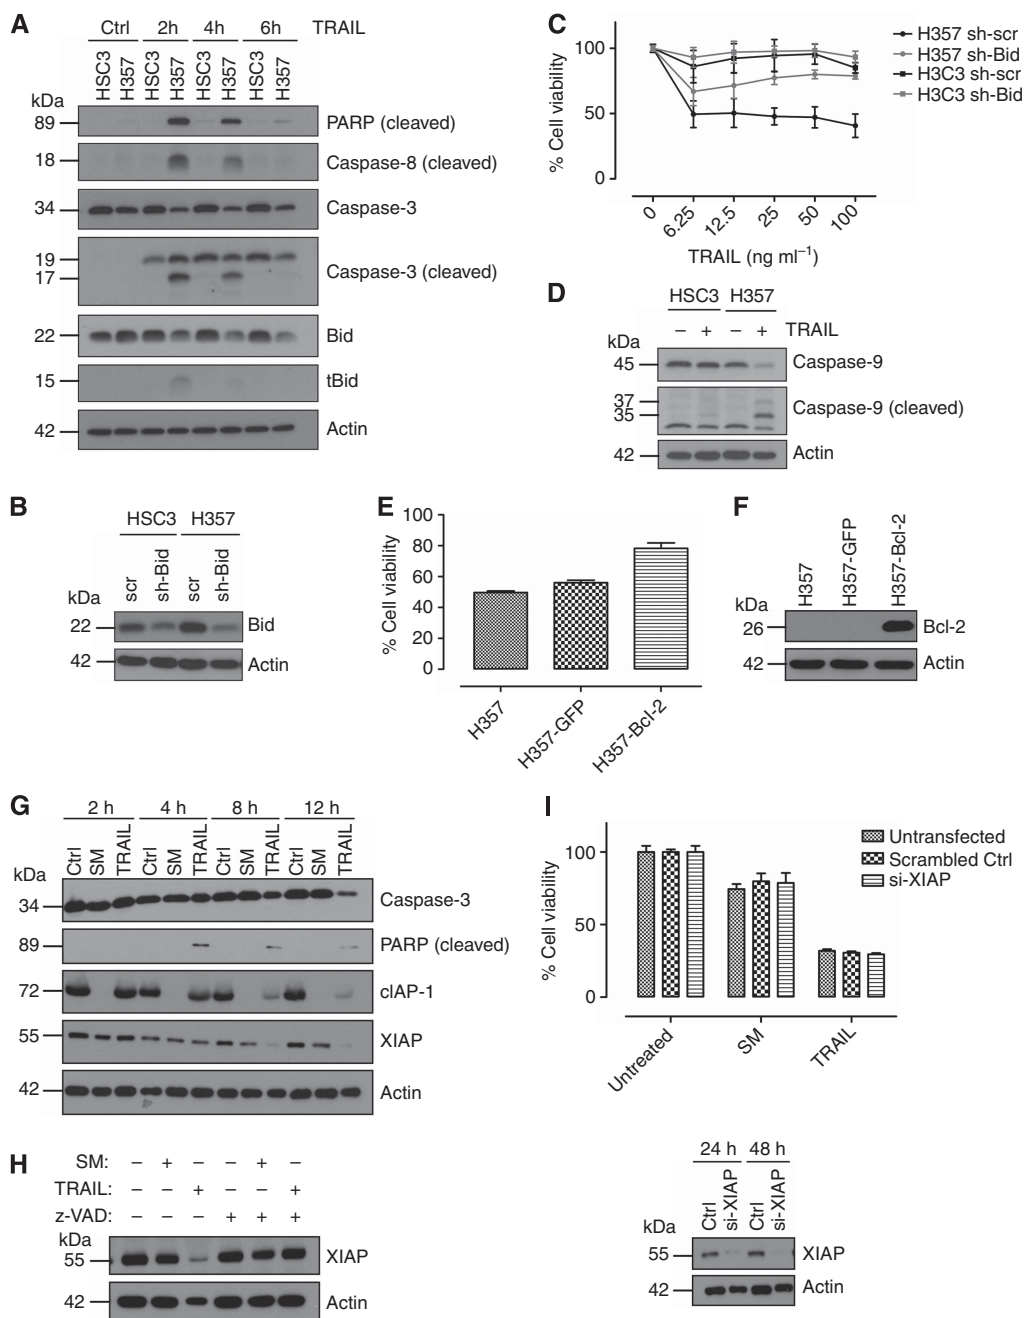 A
Ctrl 2h 4h 6h TRAIL
HSC3 H357 HSC3 H357 HSC3 H357 HSC3 H357
kDa
89 PARP (cleaved)
18 Caspase-8 (cleaved)
34 Caspase-3
19
17
Caspase-3 (cleaved)
22 Bid
15 tBid
42 Actin
C
% Cell viability
100
50
0
0 6.25 12.5 25 50 100
TRAIL (ng ml⁻¹)
H357 sh-scr
H357 sh-Bid
H3C3 sh-scr
H3C3 sh-Bid
D
HSC3 H357
– + – + TRAIL
kDa
45 Caspase-9
37
35
Caspase-9 (cleaved)
42 Actin
B
HSC3 H357
scr sh-Bid scr sh-Bid
kDa
22 Bid
42 Actin
E
% Cell viability
100
80
60
40
20
0
H357 H357-GFP H357-Bcl-2
F
H357 H357-GFP H357-Bcl-2
kDa
26 Bcl-2
42 Actin
G
2 h 4 h 8 h 12 h
Ctrl SM TRAIL Ctrl SM TRAIL Ctrl SM TRAIL Ctrl SM TRAIL
kDa
34 Caspase-3
89 PARP (cleaved)
72 cIAP-1
55 XIAP
42 Actin
I
% Cell viability
100
50
0
Untreated SM TRAIL
Untransfected
Scrambled Ctrl
si-XIAP
24 h 48 h
Ctrl si-XIAP Ctrl si-XIAP
kDa
55 XIAP
42 Actin
H
SM: – + – – + –
TRAIL: – – + – – +
z-VAD: – – – + + +
kDa
55 XIAP
42 Actin